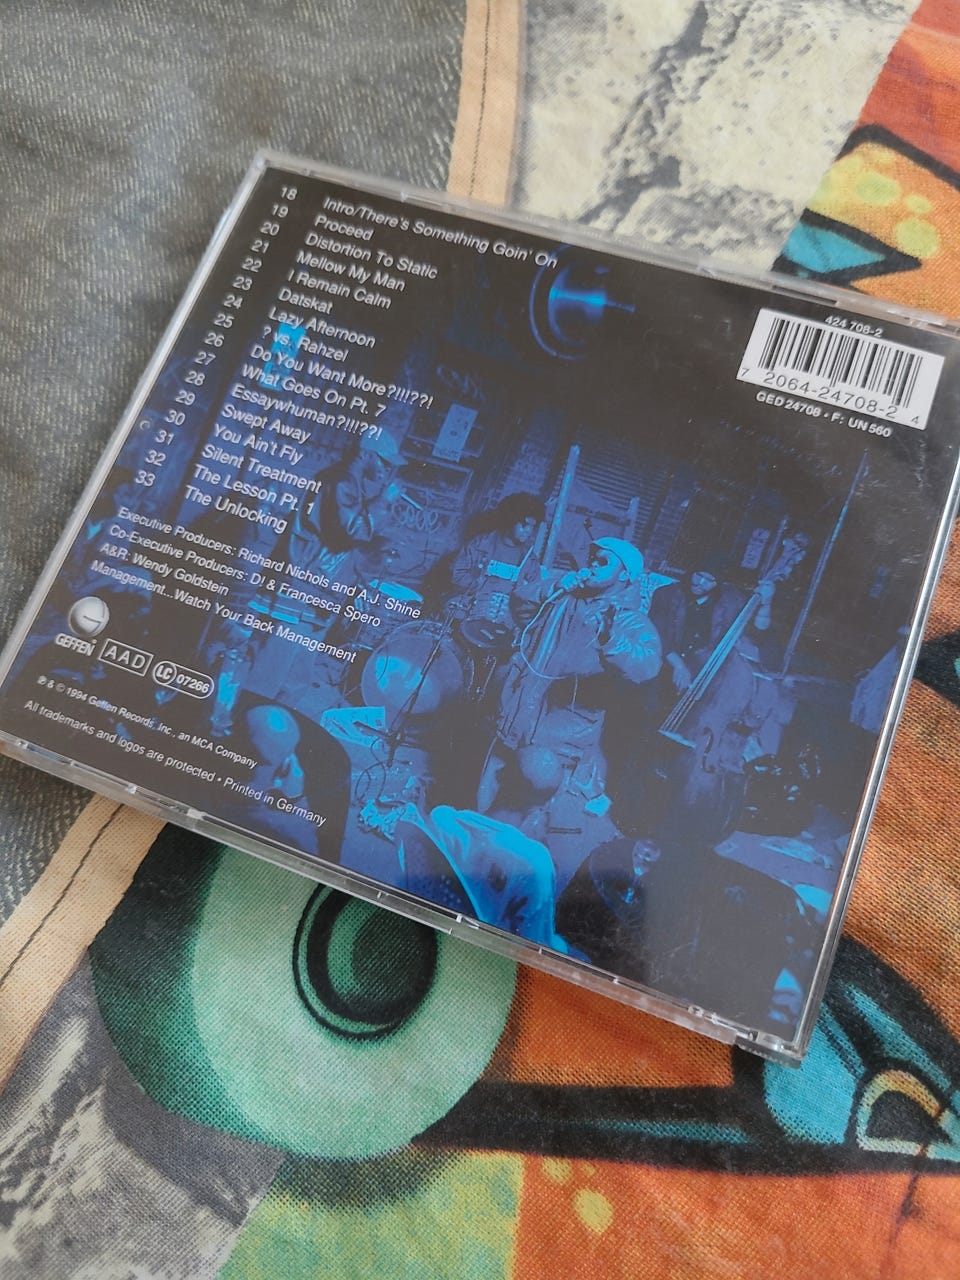 18 Intro/There's Something Goin' On
19 Proceed
20 Distortion To Static
21 Mellow My Man
22 I Remain Calm
23 Datskat
24 Lazy Afternoon
25 ? vs. Rahzel
26 Do You Want More?!!!??!
27 What Goes On Pt. 7
28 Essaywhuman?!!!??!
29 Swept Away
30 You Ain't Fly
31 Silent Treatment
32 The Lesson Pt. 1
33 The Unlocking
Executive Producers: Richard Nichols and A.J. Shine
Co-Executive Producers: D! & Francesca Spero
A&R: Wendy Goldstein
Management...Watch Your Back Management
GEFFEN
AAD
LC 07266
℗ & © 1994 Geffen Records, Inc., an MCA Company
All trademarks and logos are protected • Printed in Germany
424 708-2
7 2064-24708-2 4
GED 24708 • F: UN 560